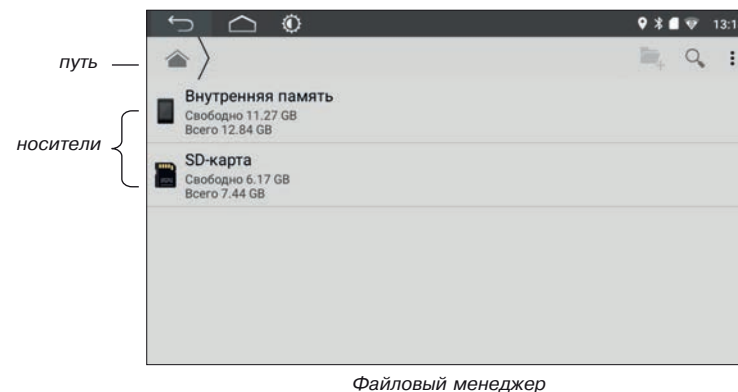 13:1
путь
Внутренняя память
Свободно 11.27 GB
Всего 12.84 GB
носители
SD-карта
Свободно 6.17 GB
Всего 7.44 GB
Файловый менеджер